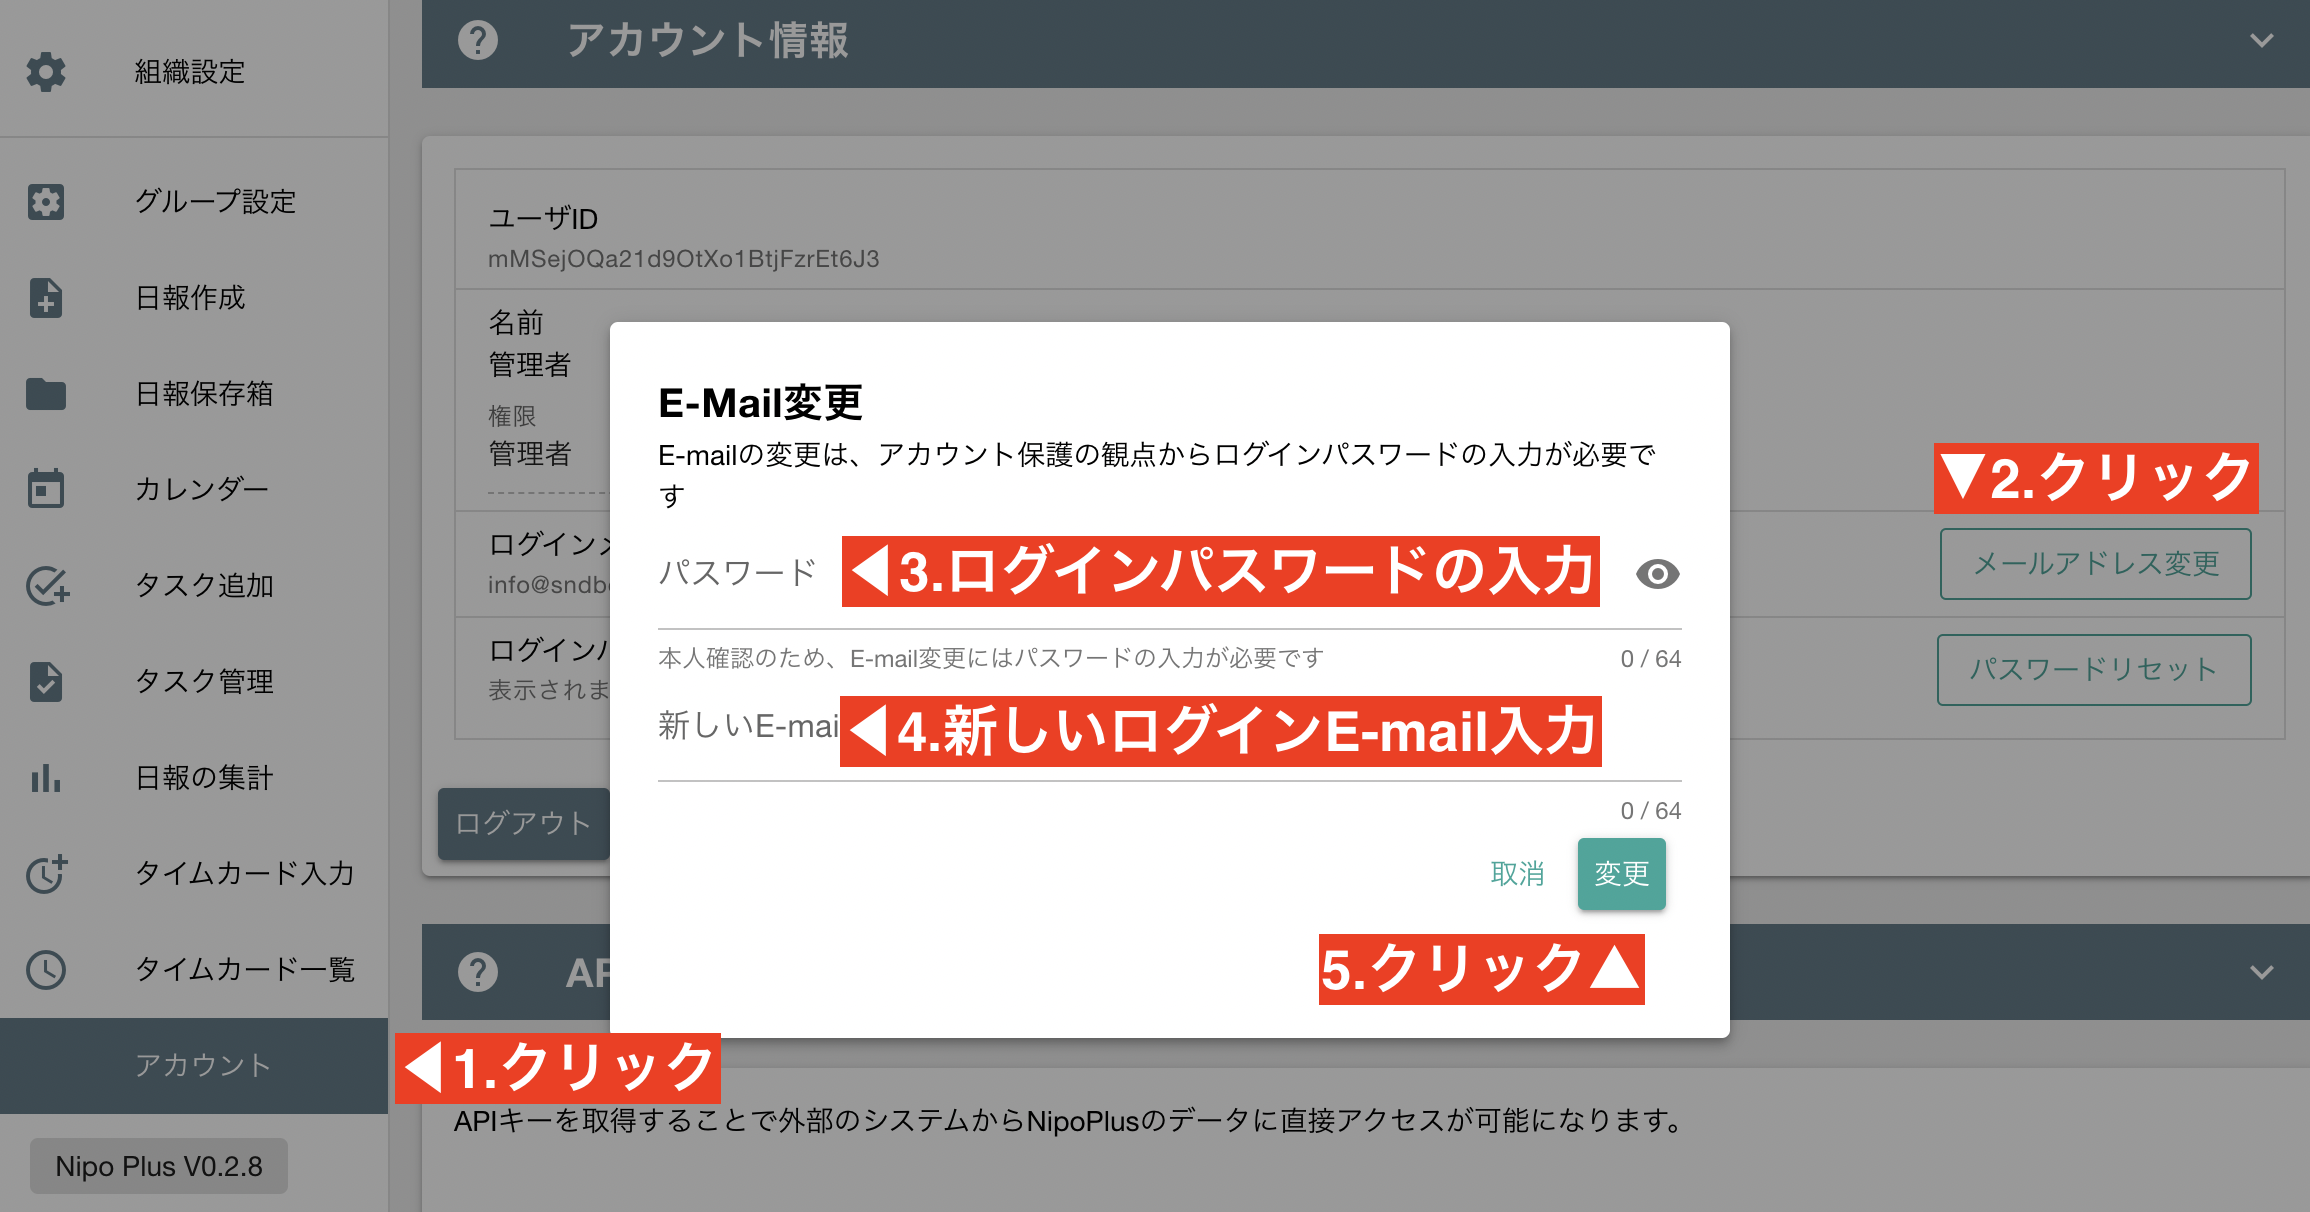 組織設定
グループ設定
日報作成
日報保存箱
カレンダー
タスク追加
タスク管理
日報の集計
タイムカード入力
タイムカード一覧
アカウント
◀1.クリック
Nipo Plus V0.2.8
アカウント情報
ユーザID
mMSejOQa21d9OtXo1BtjFzrEt6J3
名前
管理者
権限
管理者
ログイン
info@sndb
▼2.クリック
メールアドレス変更
ログイン
表示されま
パスワードリセット
ログアウト
E-Mail変更
E-mailの変更は、アカウント保護の観点からログインパスワードの入力が必要で
す
パスワード
◀3.ログインパスワードの入力
本人確認のため、E-mail変更にはパスワードの入力が必要です
0 / 64
新しいE-mai
◀4.新しいログインE-mail入力
0 / 64
取消
変更
5.クリック▲
AP
APIキーを取得することで外部のシステムからNipoPlusのデータに直接アクセスが可能になります。